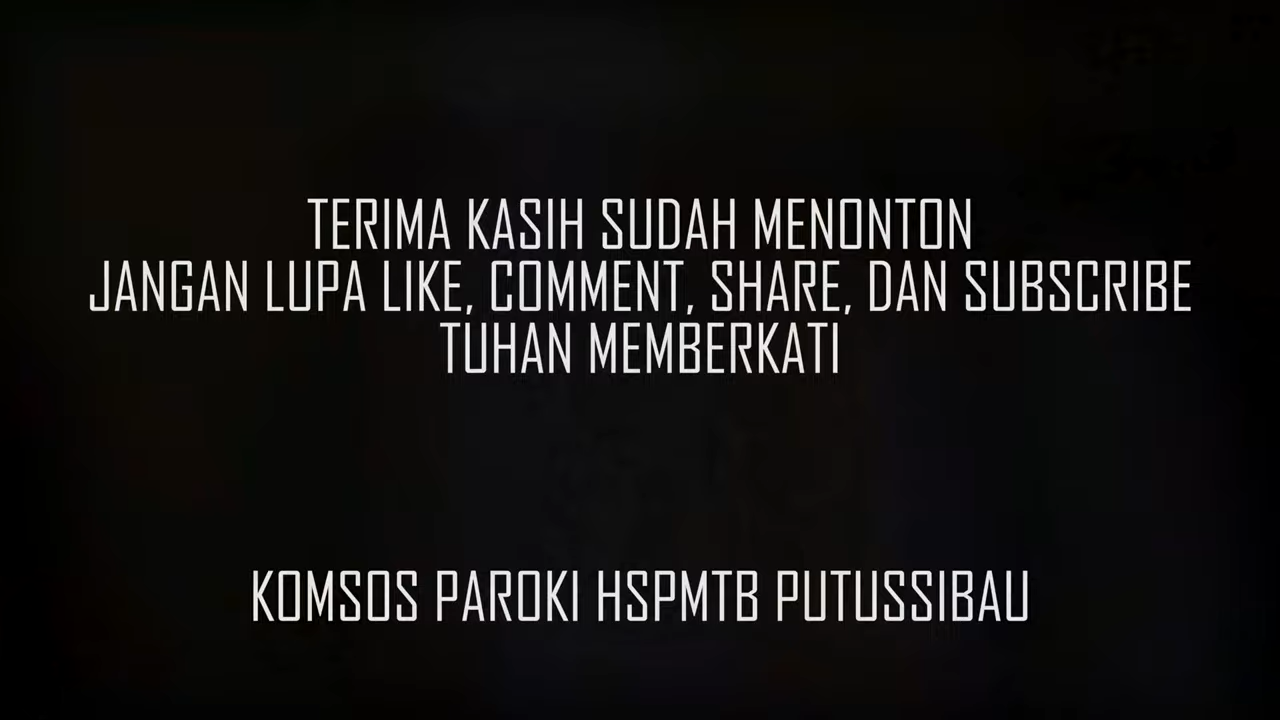 TERIMA KASIH SUDAH MENONTON
JANGAN LUPA LIKE, COMMENT, SHARE, DAN SUBSCRIBE
TUHAN MEMBERKATI
KOMSOS PAROKI HSPMTB PUTUSSIBAU